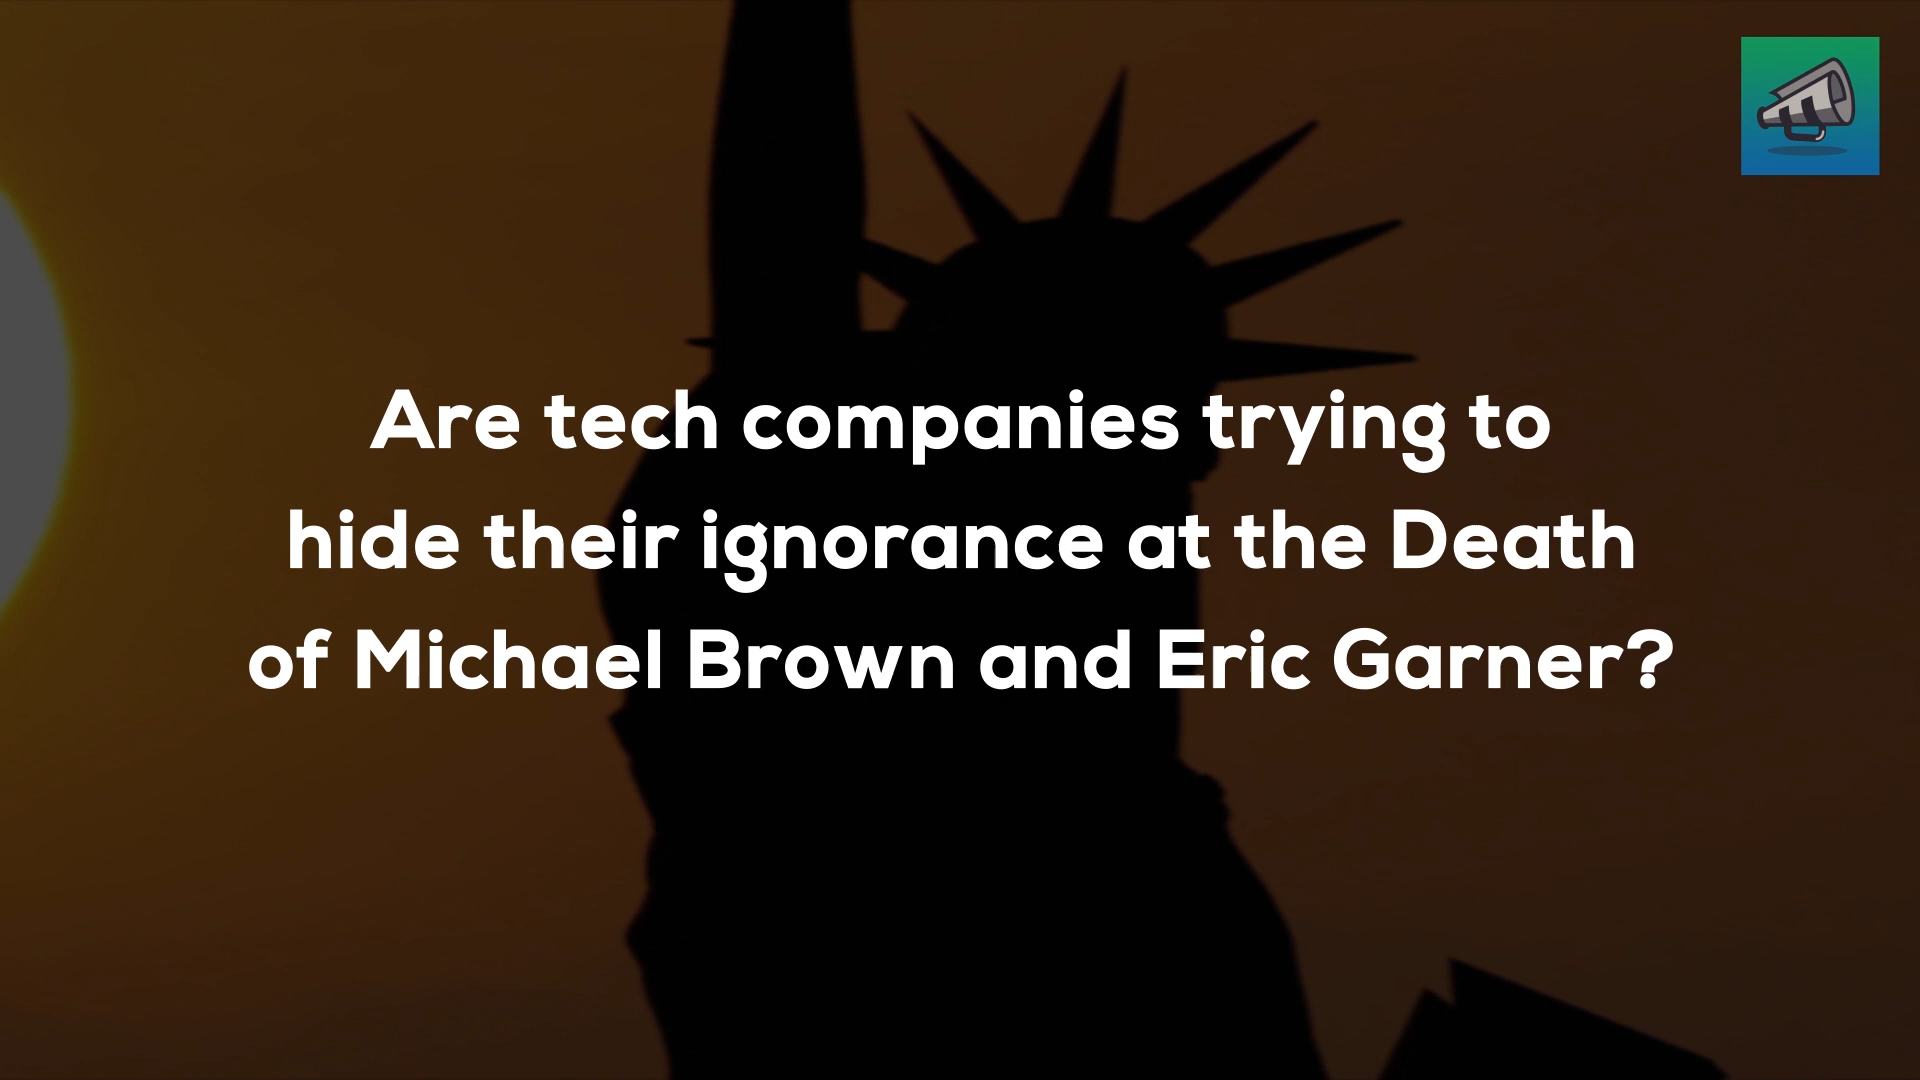 Are tech companies trying to
hide their ignorance at the Death
of Michael Brown and Eric Garner?